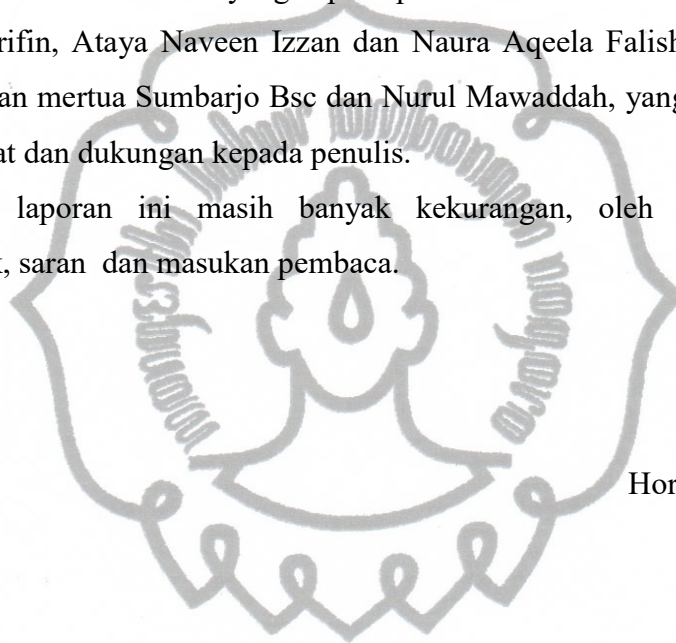 rifin, Ataya Naveen Izzan dan Naura Aqeela Falish
an mertua Sumbarjo Bsc dan Nurul Mawaddah, yang
at dan dukungan kepada penulis.
laporan ini masih banyak kekurangan, oleh
, saran dan masukan pembaca.
Hor